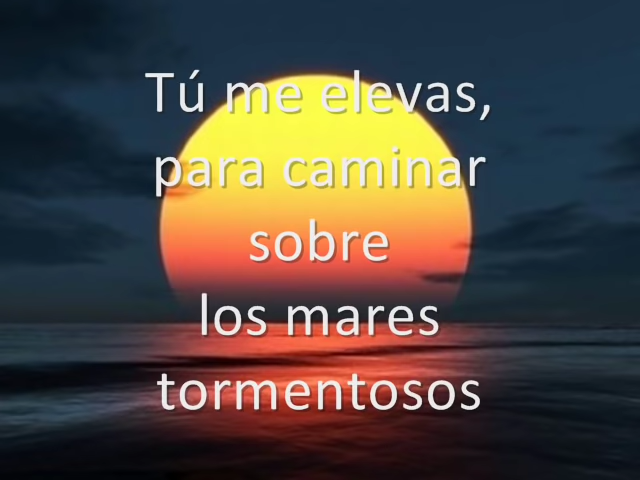 Tú me elevas,
para caminar
sobre
los mares
tormentosos